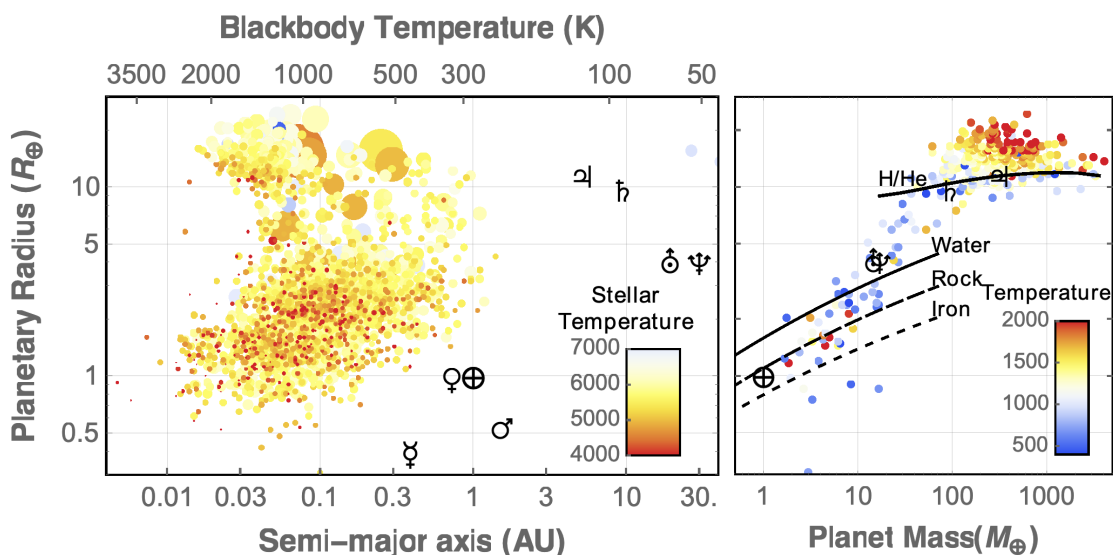 Blackbody Temperature (K)
3500 2000 1000 500 300 100 50
Planetary Radius (R⊕)
10
5
1
0.5
♃
♄
⛢ ♆
♀ ⊕
♂
☿
Stellar
Temperature
7000
6000
5000
4000
0.01 0.03 0.1 0.3 1 3 10 30.
Semi-major axis (AU)
H/He
♄
♃
⛢ ♆
⊕
Water
Rock
Iron
Temperature
2000
1500
1000
500
1 10 100 1000
Planet Mass(M⊕)